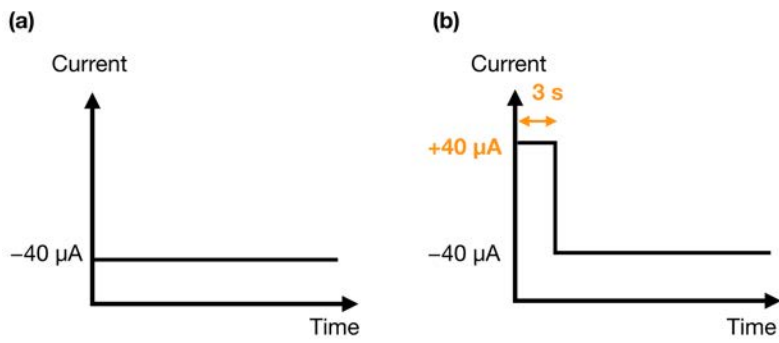 (a)
Current
−40 µA
Time
(b)
Current
3 s
+40 µA
−40 µA
Time